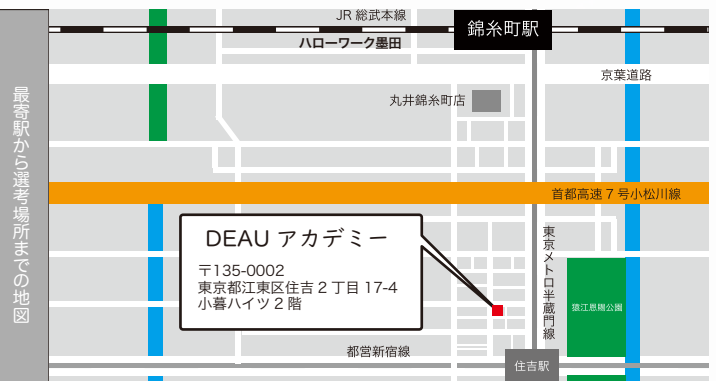 最寄駅から選考場所までの地図
JR 総武本線
錦糸町駅
ハローワーク墨田
京葉道路
丸井錦糸町店
首都高速 7 号小松川線
DEAU アカデミー
〒135-0002
東京都江東区住吉 2 丁目 17-4
小暮ハイツ 2 階
東京メトロ半蔵門線
猿江恩賜公園
都営新宿線
住吉駅